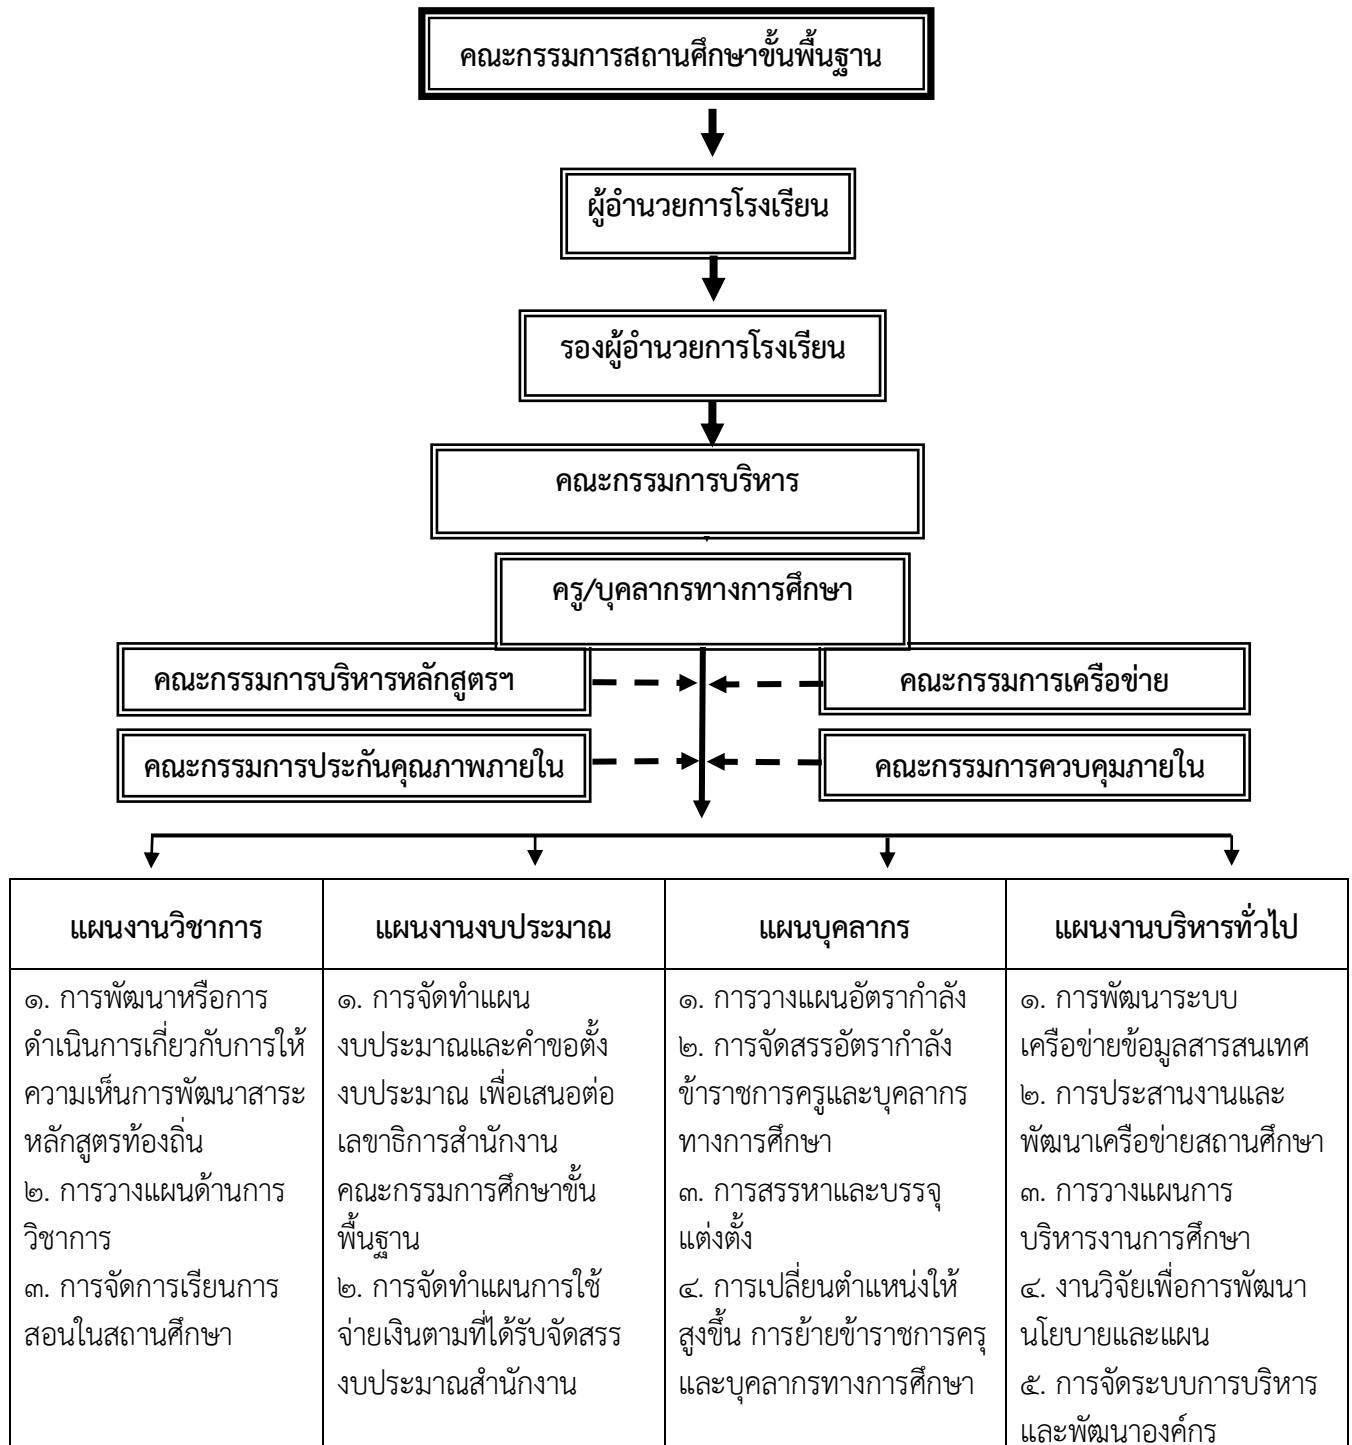 คณะกรรมการสถานศึกษาขั้นพื้นฐาน
ผู้อำนวยการโรงเรียน
รองผู้อำนวยการโรงเรียน
คณะกรรมการบริหาร
ครู/บุคลากรทางการศึกษา
คณะกรรมการบริหารหลักสูตรฯ
คณะกรรมการเครือข่าย
คณะกรรมการประกันคุณภาพภายใน
คณะกรรมการควบคุมภายใน
แผนงานวิชาการ
๑. การพัฒนาหรือการ
ดำเนินการเกี่ยวกับการให้
ความเห็นการพัฒนาสาระ
หลักสูตรท้องถิ่น
๒. การวางแผนด้านการ
วิชาการ
๓. การจัดการเรียนการ
สอนในสถานศึกษา
แผนงานงบประมาณ
๑. การจัดทำแผน
งบประมาณและคำขอตั้ง
งบประมาณ เพื่อเสนอต่อ
เลขาธิการสำนักงาน
คณะกรรมการศึกษาขั้น
พื้นฐาน
๒. การจัดทำแผนการใช้
จ่ายเงินตามที่ได้รับจัดสรร
งบประมาณสำนักงาน
แผนบุคลากร
๑. การวางแผนอัตรากำลัง
๒. การจัดสรรอัตรากำลัง
ข้าราชการครูและบุคลากร
ทางการศึกษา
๓. การสรรหาและบรรจุ
แต่งตั้ง
๔. การเปลี่ยนตำแหน่งให้
สูงขึ้น การย้ายข้าราชการครุ
และบุคลากรทางการศึกษา
แผนงานบริหารทั่วไป
๑. การพัฒนาระบบ
เครือข่ายข้อมูลสารสนเทศ
๒. การประสานงานและ
พัฒนาเครือข่ายสถานศึกษา
๓. การวางแผนการ
บริหารงานการศึกษา
๔. งานวิจัยเพื่อการพัฒนา
นโยบายและแผน
๕. การจัดระบบการบริหาร
และพัฒนาองค์กร